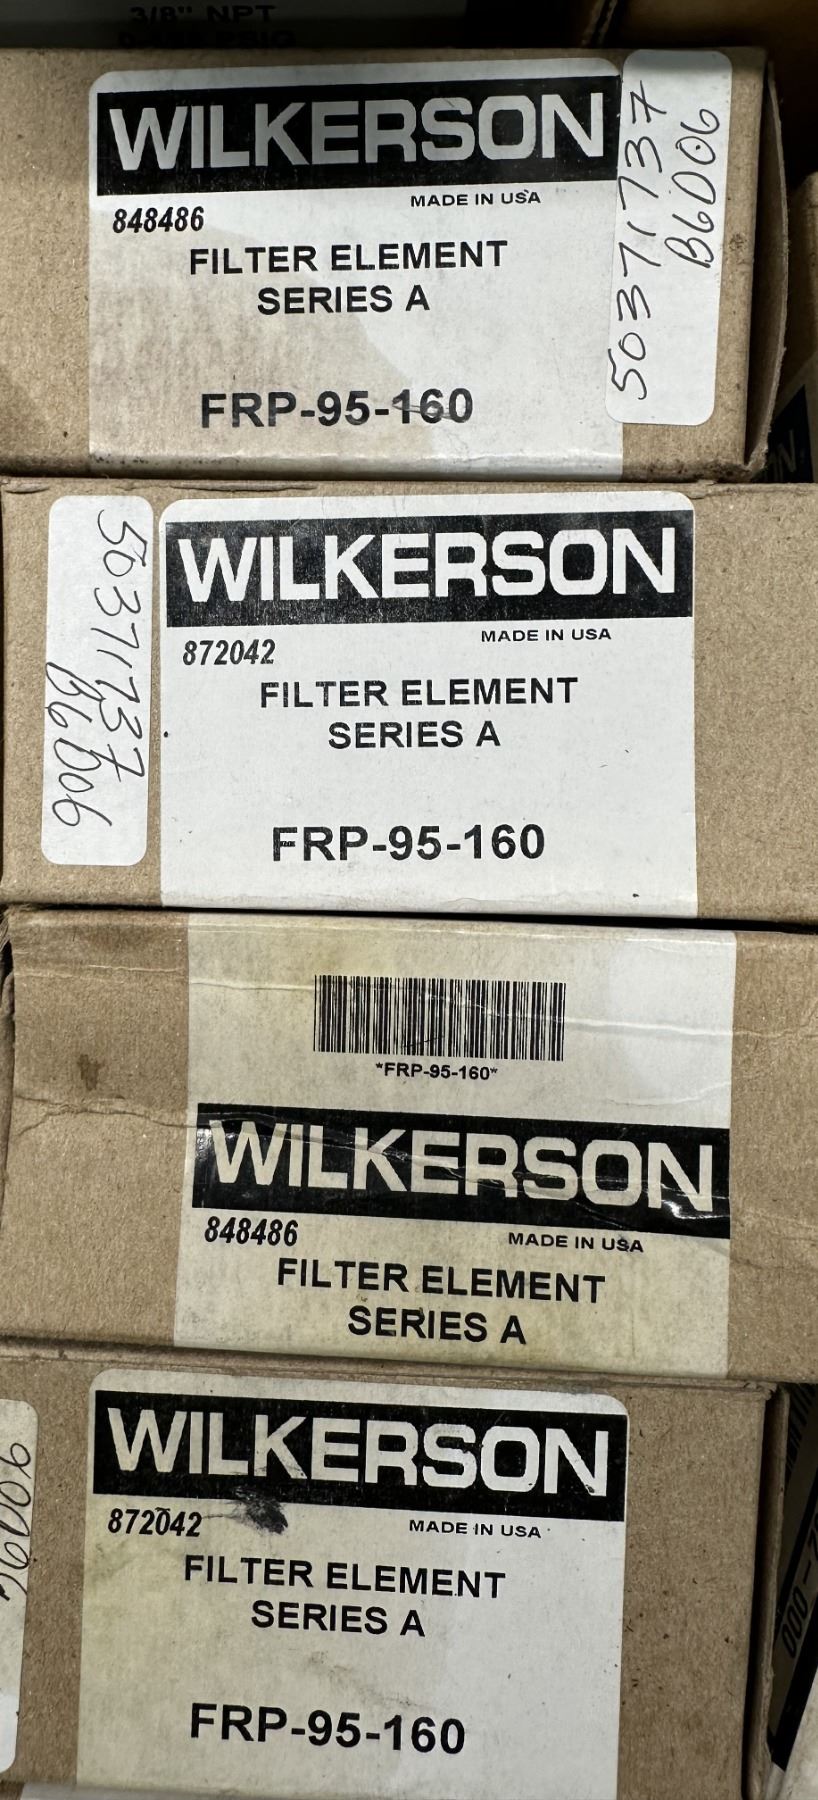 3/8" NPT
WILKERSON
MADE IN USA
848486
FILTER ELEMENT
SERIES A
FRP-95-160
50371737
B6D06
WILKERSON
MADE IN USA
872042
FILTER ELEMENT
SERIES A
FRP-95-160
50371737
B6D06
*FRP-95-160*
WILKERSON
848486
MADE IN USA
FILTER ELEMENT
SERIES A
WILKERSON
872042
MADE IN USA
FILTER ELEMENT
SERIES A
FRP-95-160
B6D06